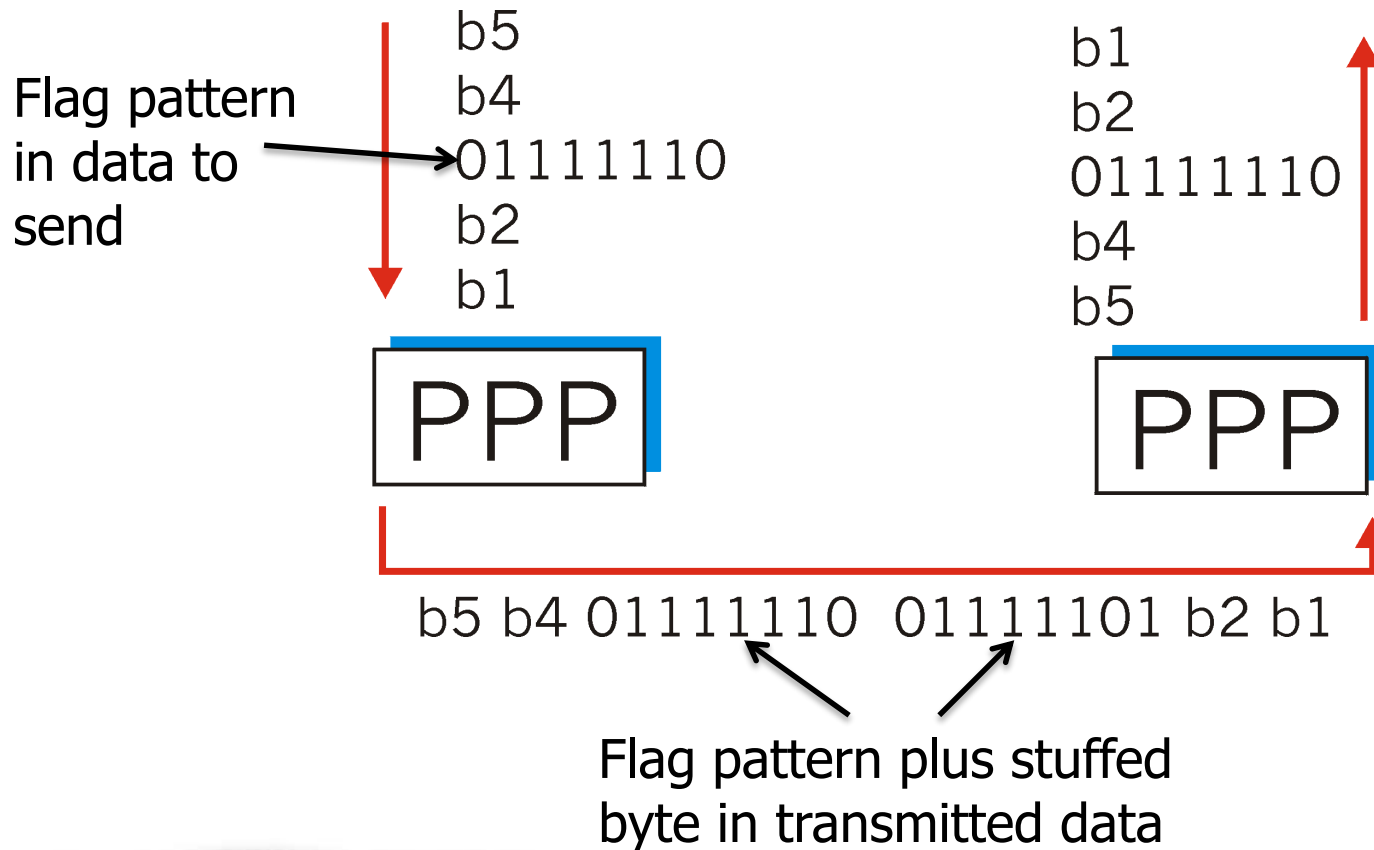 Flag pattern
in data to
send
b5
b4
01111110
b2
b1
b1
b2
01111110
b4
b5
PPP
PPP
b5 b4 01111110 01111101 b2 b1
Flag pattern plus stuffed
byte in transmitted data